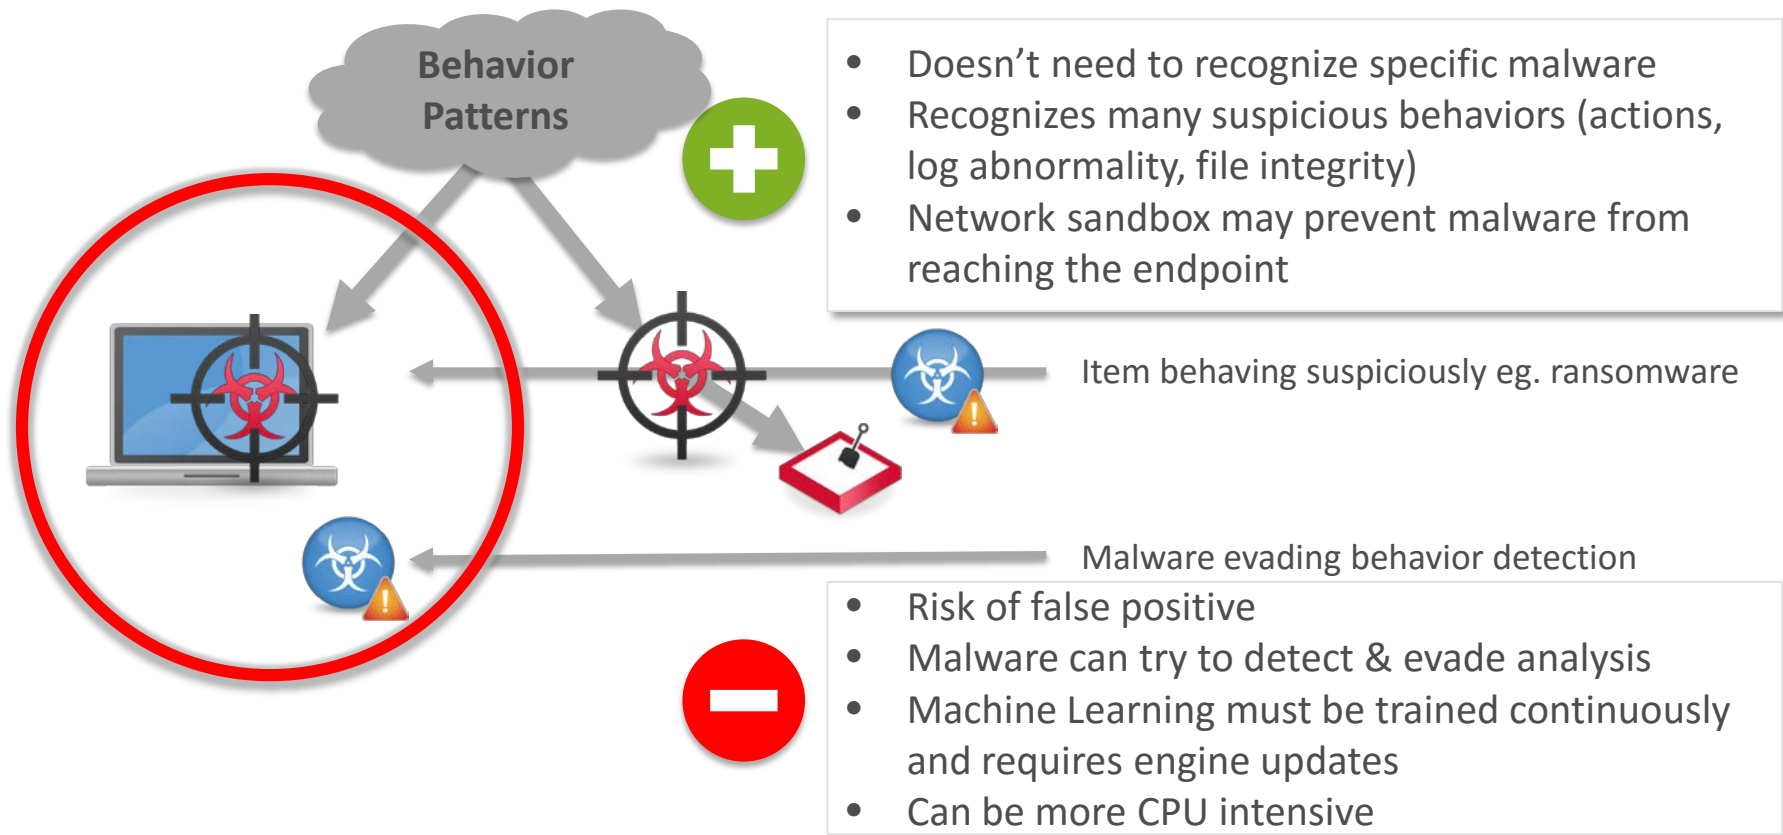 Behavior
Patterns
• Doesn’t need to recognize specific malware
• Recognizes many suspicious behaviors (actions,
log abnormality, file integrity)
• Network sandbox may prevent malware from
reaching the endpoint
Item behaving suspiciously eg. ransomware
Malware evading behavior detection
• Risk of false positive
• Malware can try to detect & evade analysis
• Machine Learning must be trained continuously
and requires engine updates
• Can be more CPU intensive